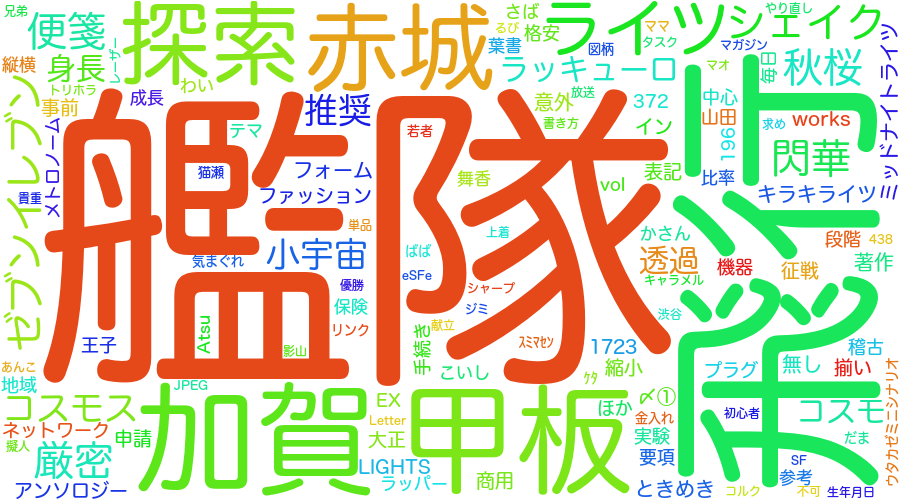 兄弟
便箋
探索
赤城
さば
格安
るび
ママ
タスク
やり直し
ライツ
シェイク
マガジン
レーザー
縦横
身長
葉書
図柄
ラッキューロ
マオ
毎日
秋桜
ミッドナイトライツ
トリホラ
わい
事前
成長
推奨
意外
放送
372
中心
ゼブンイレブン
メトロノーム
テマ
若者
書き方
イン
山田
works
196
求め
閃華
貴重
猫瀬
フォーム
舞香
表記
比率
キラキライツ
ファッション
vol
単品
艦隊
飛行
小宇宙
上着
かさん
段階
438
気まぐれ
ばば
透過
機器
征戦
著作
eSFe
キャラメル
優勝
シャープ
保険
ジミ
渋谷
リンク
献立
王子
Atsu
手続き
ｽﾐﾏｾﾝ
1723
稽古
影山
あんこ
地域
こいし
ｹﾀ
縮小
プラグ
無し
揃い
ウタカゼミニシナリオ
JPEG
加賀
甲板
コスモス
EX
Letter
ほか
〆①
初心者
コスモ
ネットワーク
申請
大正
金入れ
だま
擬人
厳密
実験
LIGHTS
要項
SF
参考
商用
アンソロジー
ラッパー
ときめき
コルク
不可
生年月日